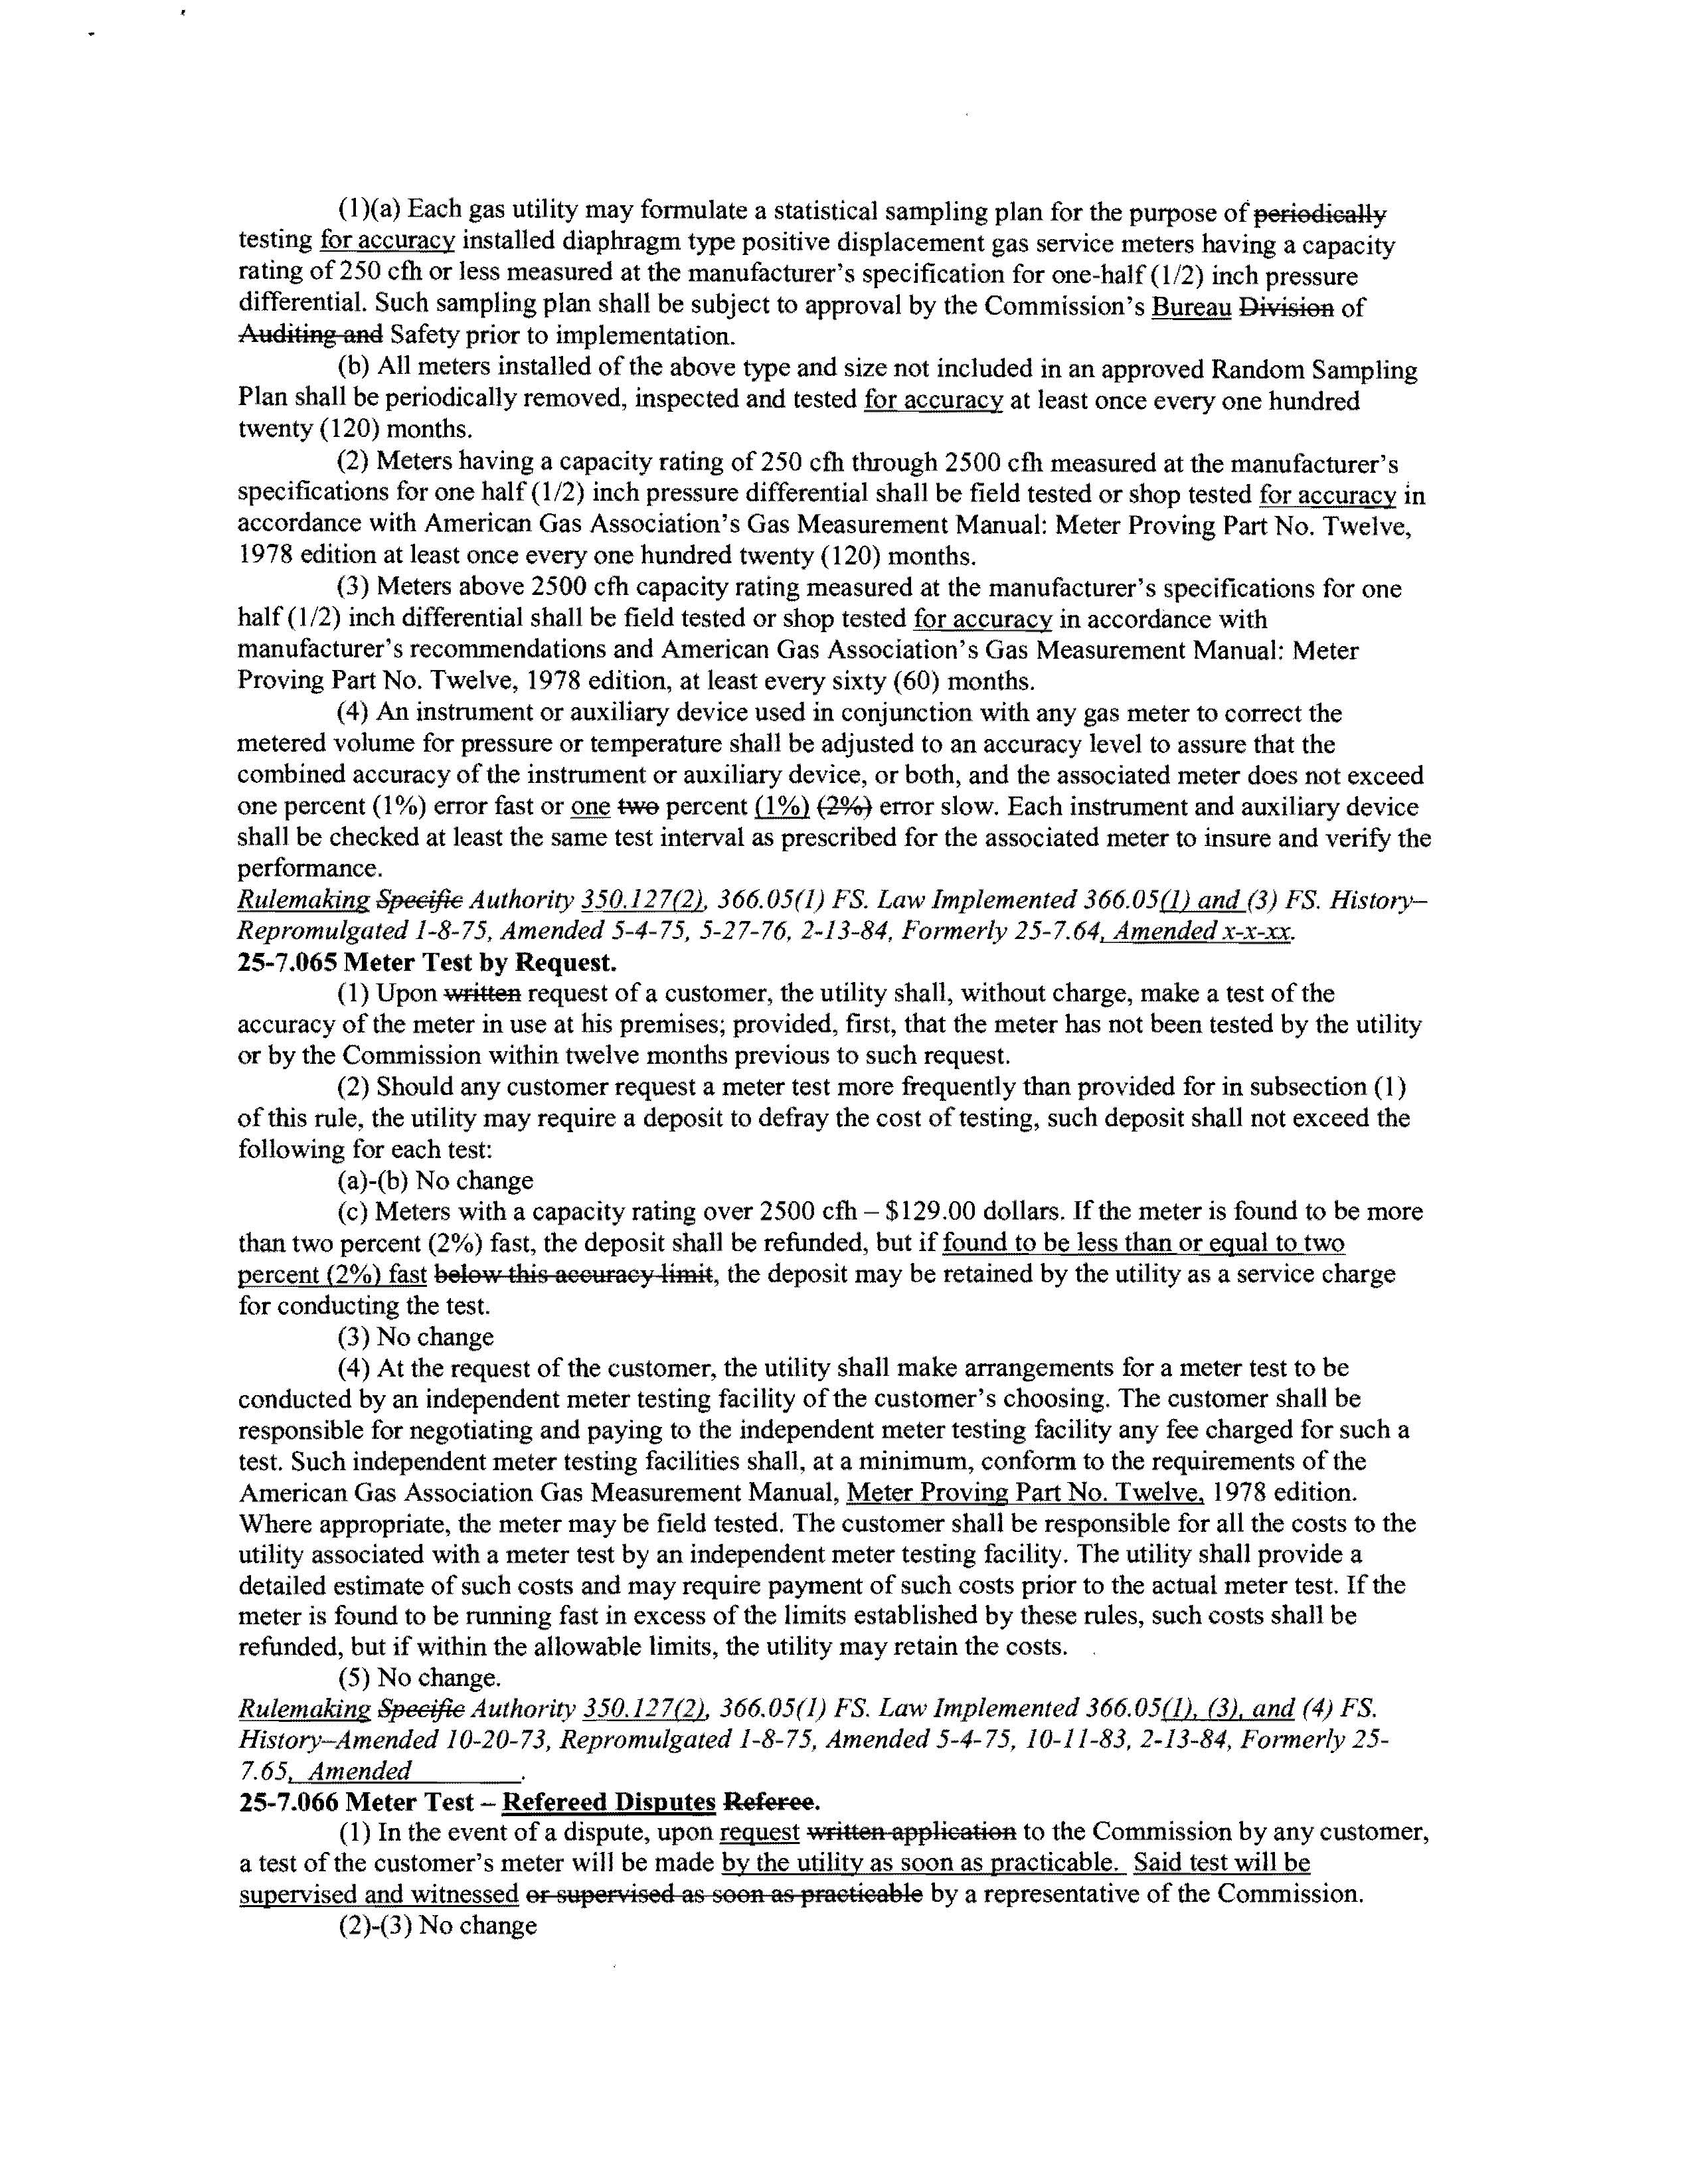 (1)(a) Each gas utility may formulate a statistical sampling plan for the purpose of periodically
testing for accuracy installed diaphragm type positive displacement gas service meters having a capacity
rating of 250 cfh or less measured at the manufacturer's specification for one-half (1/2) inch pressure
differential. Such sampling plan shall be subject to approval by the Commission's Bureau Division of
Auditing and Safety prior to implementation.
(b) All meters installed of the above type and size not included in an approved Random Sampling
Plan shall be periodically removed, inspected and tested for accuracy at least once every one hundred
twenty (120) months.
(2) Meters having a capacity rating of 250 cfh through 2500 cfh measured at the manufacturer's
specifications for one half (1/2) inch pressure differential shall be field tested or shop tested for accuracy in
accordance with American Gas Association's Gas Measurement Manual: Meter Proving Part No. Twelve,
1978 edition at least once every one hundred twenty (120) months.
(3) Meters above 2500 cfh capacity rating measured at the manufacturer's specifications for one
half (1/2) inch differential shall be field tested or shop tested for accuracy in accordance with
manufacturer's recommendations and American Gas Association's Gas Measurement Manual: Meter
Proving Part No. Twelve, 1978 edition, at least every sixty (60) months.
(4) An instrument or auxiliary device used in conjunction with any gas meter to correct the
metered volume for pressure or temperature shall be adjusted to an accuracy level to assure that the
combined accuracy of the instrument or auxiliary device, or both, and the associated meter does not exceed
one percent (1%) error fast or one two percent (1%) (2%) error slow. Each instrument and auxiliary device
shall be checked at least the same test interval as prescribed for the associated meter to insure and verify the
performance.
Rulemaking Specific Authority 350.127(2), 366.05(1) FS. Law Implemented 366.05(1) and (3) FS. History–
Repromulgated 1-8-75, Amended 5-4-75, 5-27-76, 2-13-84, Formerly 25-7.64, Amended x-x-xx.
25-7.065 Meter Test by Request.
(1) Upon written request of a customer, the utility shall, without charge, make a test of the
accuracy of the meter in use at his premises; provided, first, that the meter has not been tested by the utility
or by the Commission within twelve months previous to such request.
(2) Should any customer request a meter test more frequently than provided for in subsection (1)
of this rule, the utility may require a deposit to defray the cost of testing, such deposit shall not exceed the
following for each test:
(a)-(b) No change
(c) Meters with a capacity rating over 2500 cfh – $129.00 dollars. If the meter is found to be more
than two percent (2%) fast, the deposit shall be refunded, but if found to be less than or equal to two
percent (2%) fast below this accuracy limit, the deposit may be retained by the utility as a service charge
for conducting the test.
(3) No change
(4) At the request of the customer, the utility shall make arrangements for a meter test to be
conducted by an independent meter testing facility of the customer's choosing. The customer shall be
responsible for negotiating and paying to the independent meter testing facility any fee charged for such a
test. Such independent meter testing facilities shall, at a minimum, conform to the requirements of the
American Gas Association Gas Measurement Manual, Meter Proving Part No. Twelve, 1978 edition.
Where appropriate, the meter may be field tested. The customer shall be responsible for all the costs to the
utility associated with a meter test by an independent meter testing facility. The utility shall provide a
detailed estimate of such costs and may require payment of such costs prior to the actual meter test. If the
meter is found to be running fast in excess of the limits established by these rules, such costs shall be
refunded, but if within the allowable limits, the utility may retain the costs.
(5) No change.
Rulemaking Specific Authority 350.127(2), 366.05(1) FS. Law Implemented 366.05(1), (3), and (4) FS.
History–Amended 10-20-73, Repromulgated 1-8-75, Amended 5-4-75, 10-11-83, 2-13-84, Formerly 25-
7.65, Amended ________.
25-7.066 Meter Test – Refereed Disputes Referee.
(1) In the event of a dispute, upon request written application to the Commission by any customer,
a test of the customer's meter will be made by the utility as soon as practicable. Said test will be
supervised and witnessed or supervised as soon as practicable by a representative of the Commission.
(2)-(3) No change